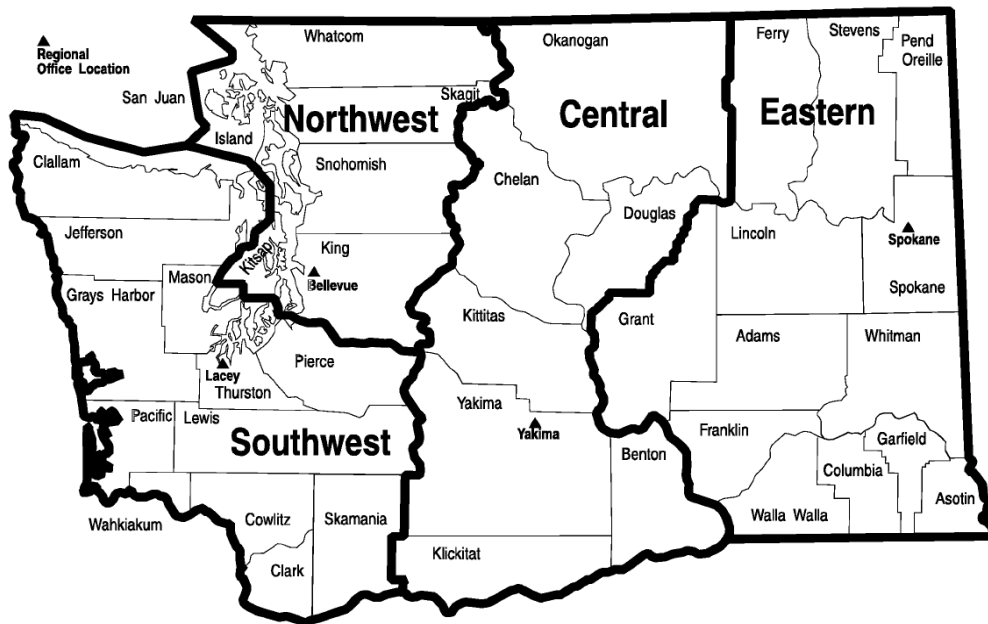 Whatcom
Okanogan
Ferry
Stevens
Pend
Oreille
Regional
Office Location
San Juan
Skagit
Island
Northwest
Central
Eastern
Clallam
Snohomish
Chelan
Douglas
Jefferson
Kitsap
King
Lincoln
Spokane
Mason
Bellevue
Spokane
Grays Harbor
Kittitas
Grant
Adams
Whitman
Pierce
Lacey
Thurston
Yakima
Pacific
Lewis
Southwest
Yakima
Benton
Franklin
Garfield
Columbia
Asotin
Wahkiakum
Cowlitz
Skamania
Walla Walla
Klickitat
Clark